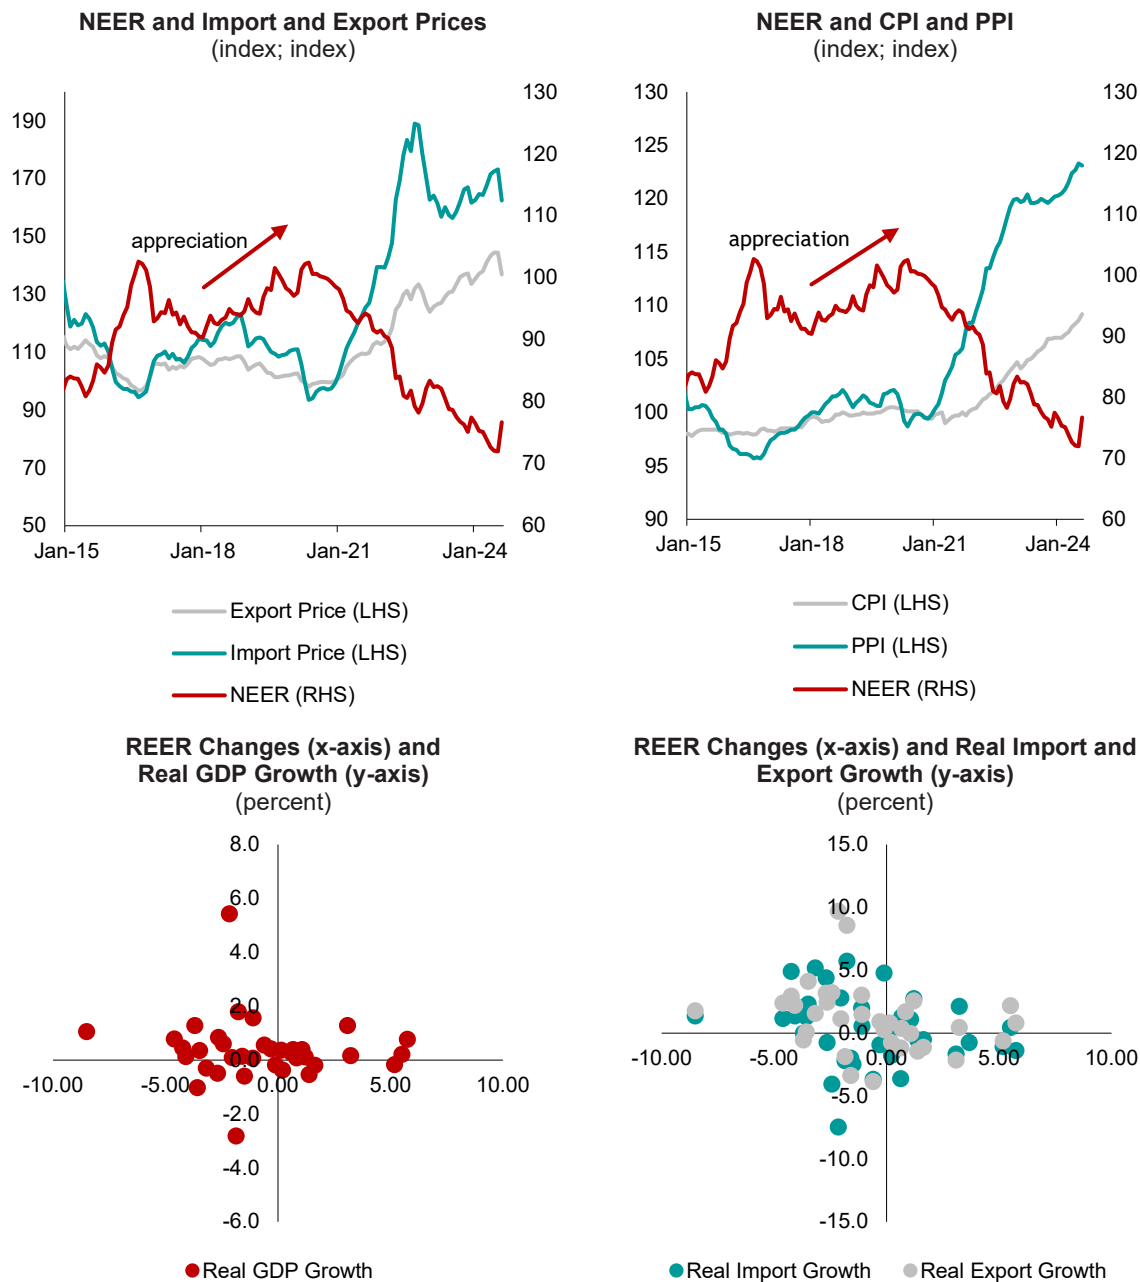 NEER and Import and Export Prices
(index; index)
190
170
150
130
110
90
70
50
130
120
110
100
90
80
70
60
appreciation
Jan-15 Jan-18 Jan-21 Jan-24
Export Price (LHS)
Import Price (LHS)
NEER (RHS)
NEER and CPI and PPI
(index; index)
130
125
120
115
110
105
100
95
90
130
120
110
100
90
80
70
60
appreciation
Jan-15 Jan-18 Jan-21 Jan-24
CPI (LHS)
PPI (LHS)
NEER (RHS)
REER Changes (x-axis) and
Real GDP Growth (y-axis)
(percent)
8.0
6.0
4.0
2.0
0.0
-2.0
-4.0
-6.0
-10.00 -5.00 0.00 5.00 10.00
Real GDP Growth
REER Changes (x-axis) and Real Import and
Export Growth (y-axis)
(percent)
15.0
10.0
5.0
0.0
-5.0
-10.0
-15.0
-10.00 -5.00 0.00 5.00 10.00
Real Import Growth Real Export Growth